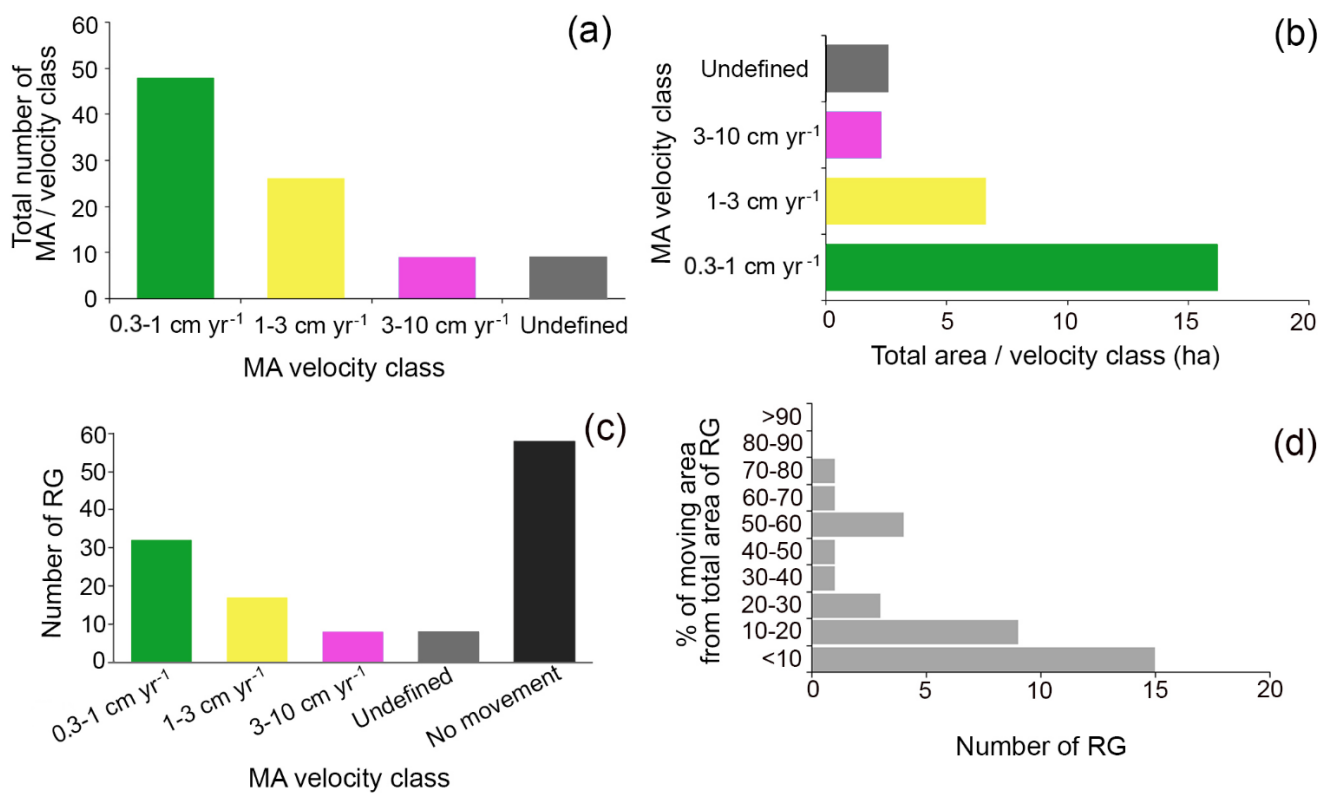 (a)
Total number of
MA / velocity class
60
50
40
30
20
10
0
0.3-1 cm yr⁻¹ 1-3 cm yr⁻¹ 3-10 cm yr⁻¹ Undefined
MA velocity class
(b)
MA velocity class
Undefined
3-10 cm yr⁻¹
1-3 cm yr⁻¹
0.3-1 cm yr⁻¹
0 5 10 15 20
Total area / velocity class (ha)
(c)
Number of RG
60
50
40
30
20
10
0
0.3-1 cm yr⁻¹ 1-3 cm yr⁻¹ 3-10 cm yr⁻¹ Undefined No movement
MA velocity class
(d)
% of moving area
from total area of RG
>90
80-90
70-80
60-70
50-60
40-50
30-40
20-30
10-20
<10
0 5 10 15 20
Number of RG